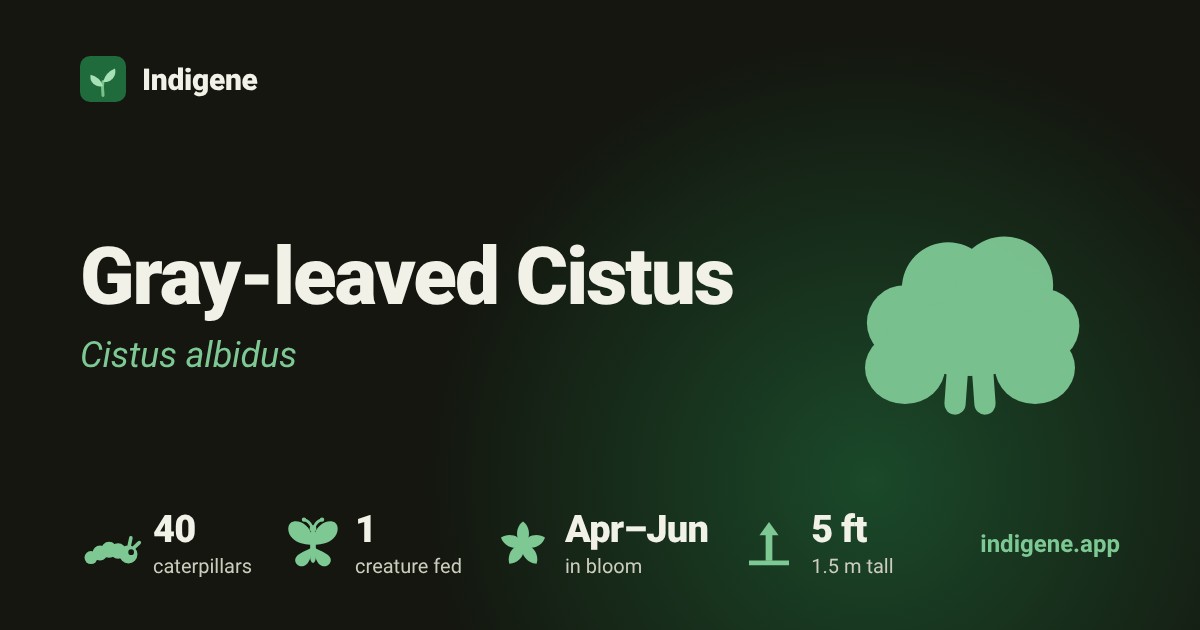 Indigene
Gray-leaved Cistus
Cistus albidus
40
caterpillars
1
creature fed
Apr–Jun
in bloom
5 ft
1.5 m tall
indigene.app